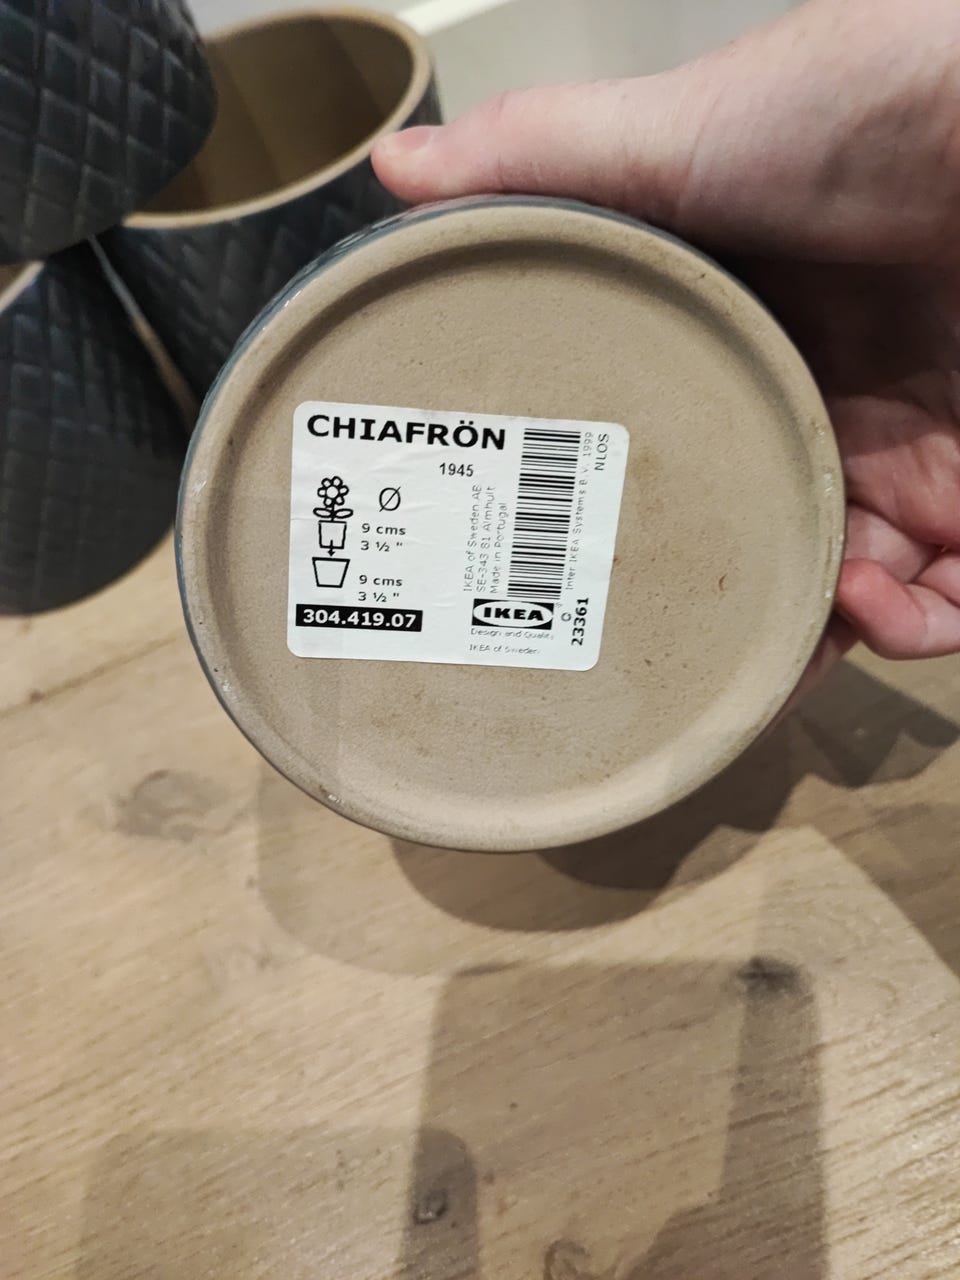 CHIAFRÖN
1945
Ø
9 cms
3 ½ "
9 cms
3 ½ "
304.419.07
IKEA of Sweden AB
SE-343 81 Älmhult
Made in Portugal
IKEA
Design and Quality
IKEA of Sweden
Inter IKEA Systems B.V. 1999
23361
NLOS